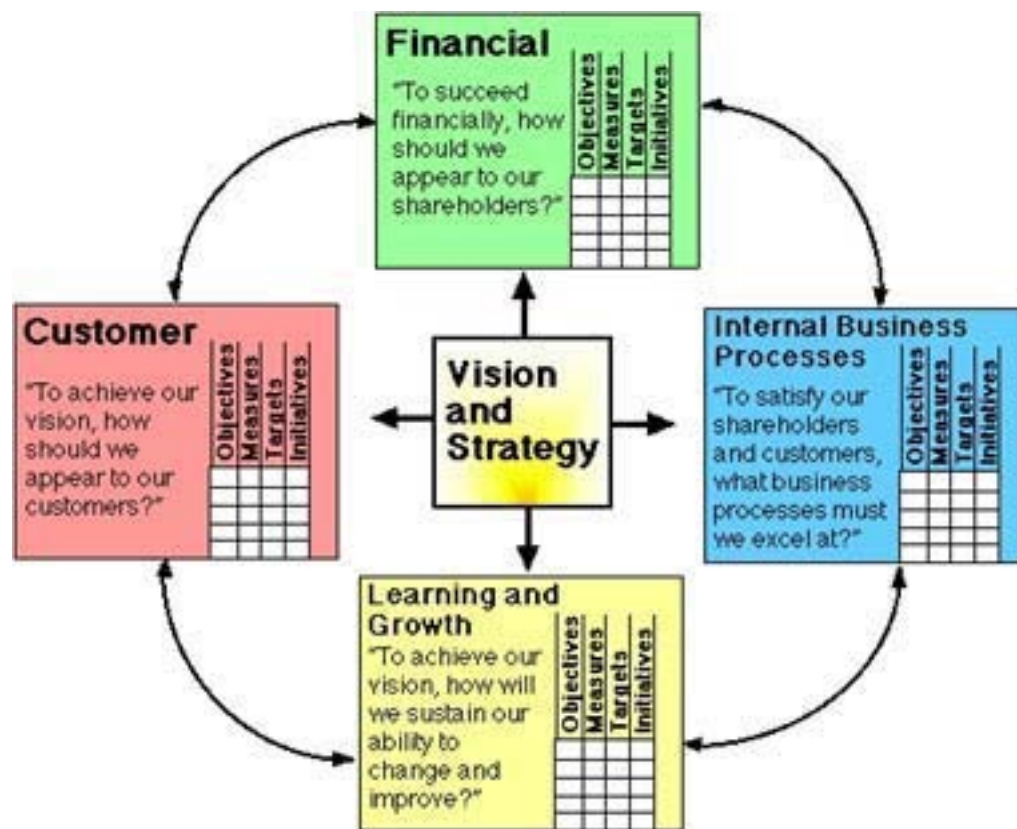 Financial
"To succeed
financially, how
should we
appear to our
shareholders?"
Objectives
Measures
Targets
Initiatives
Customer
"To achieve our
vision, how
should we
appear to our
customers?"
Objectives
Measures
Targets
Initiatives
Vision
and
Strategy
Internal Business
Processes
"To satisfy our
shareholders
and customers,
what business
processes must
we excel at?"
Objectives
Measures
Targets
Initiatives
Learning and
Growth
"To achieve our
vision, how will
we sustain our
ability to
change and
improve?"
Objectives
Measures
Targets
Initiatives